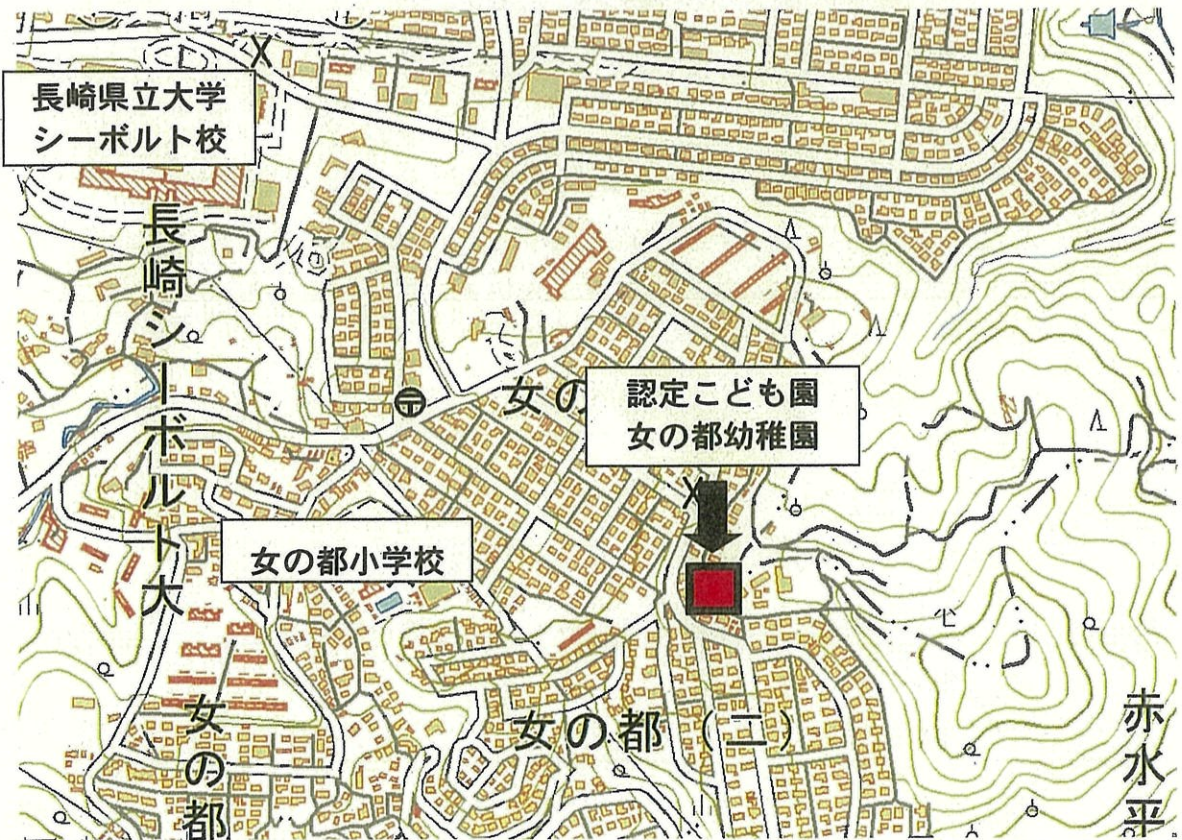 長崎県立大学
シーボルト校
長崎シーボルト大
女の
認定こども園
女の都幼稚園
女の都小学校
女の都（二）
女の都
赤水平